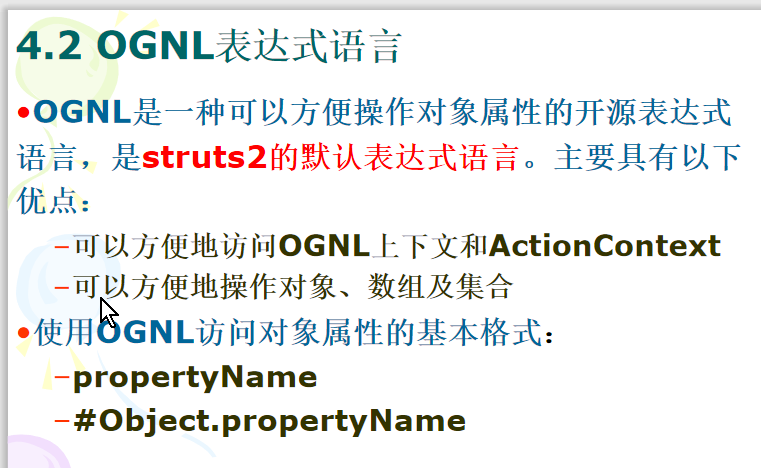 4.2 OGNL表达式语言
•OGNL是一种可以方便操作对象属性的开源表达式
语言，是struts2的默认表达式语言。主要具有以下
优点：
–可以方便地访问OGNL上下文和ActionContext
–可以方便地操作对象、数组及集合
•使用OGNL访问对象属性的基本格式：
–propertyName
–#Object.propertyName